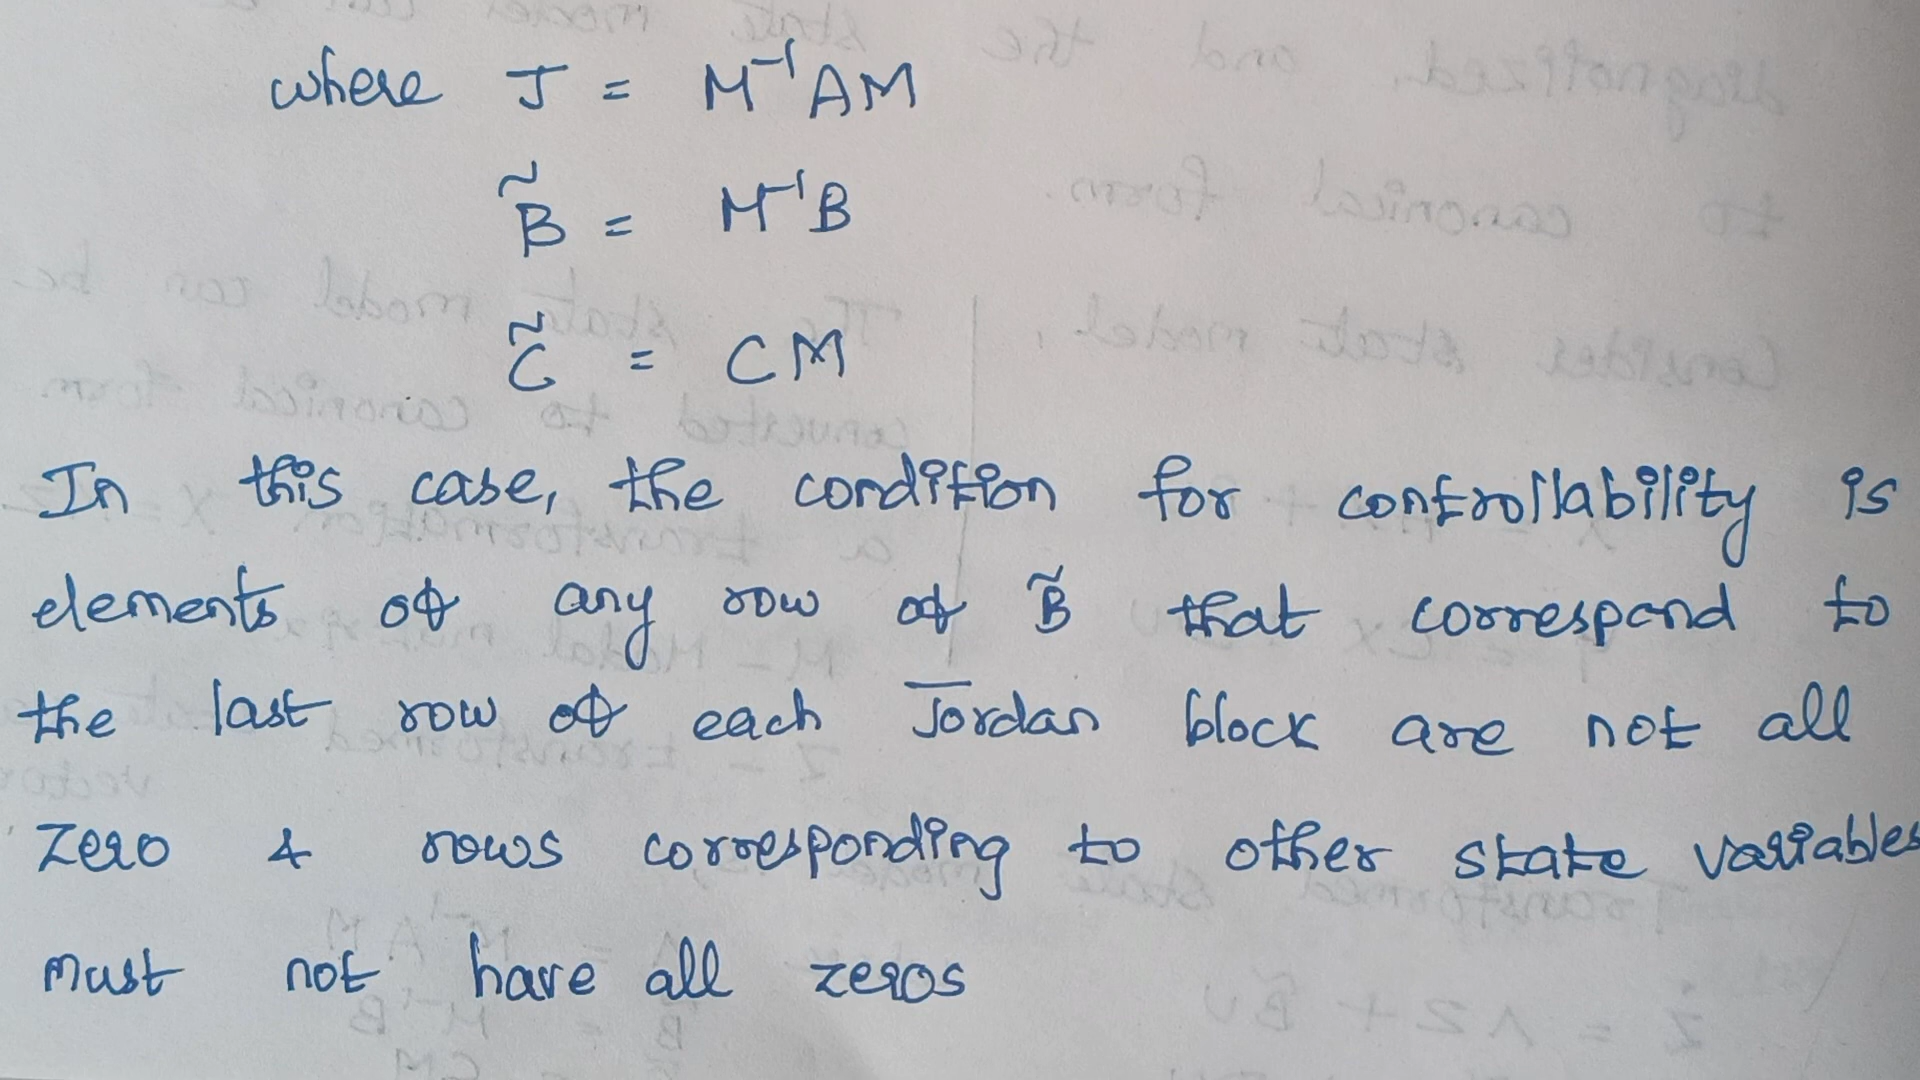 where J = M⁻¹AM
B̃ = M⁻¹B
C̃ = CM
In this case, the condition for controllability is
elements of any row of B̃ that correspond to
the last row of each Jordan block are not all
zero & rows corresponding to other state variables
must not have all zeros